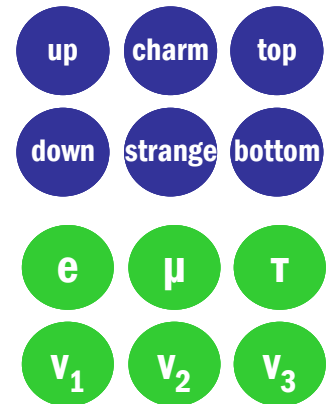 up charm top
down strange bottom
e μ τ
ν₁ ν₂ ν₃